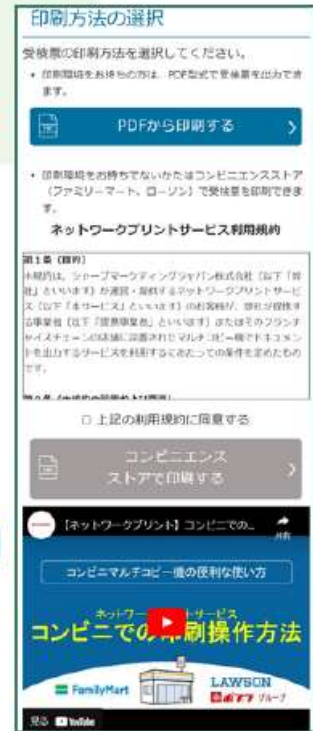 印刷方法の選択
受検票の印刷方法を選択してください。
• 印刷環境をお持ちの方は、PDF型式で受検票を出力でき
ます。
PDFから印刷する
• 印刷環境をお持ちでないかたはコンビニエンスストア
（ファミリーマート、ローソン）で受検票を印刷できま
す。
ネットワークプリントサービス利用規約
第1条（目的）
本規約は、シャープマーケティングジャパン株式会社（以下「弊
社」といいます）が運営・提供するネットワークプリントサービ
ス（以下「本サービス」といいます）のお客様が、弊社が提携す
る事業者（以下「提携事業者」といいます）またはそのフランチ
ャイズチェーンの店舗に設置されたマルチコピー機でドキュメン
トを出力するサービスを利用するにあたっての条件を定めたもの
です。
□ 上記の利用規約に同意する
コンビニエンス
ストアで印刷する
【ネットワークプリント】コンビニでの...
共有
コンビニマルチコピー機の便利な使い方
コンビニでの印刷操作方法
FamilyMart
LAWSON
ポプラ グループ
見る YouTube